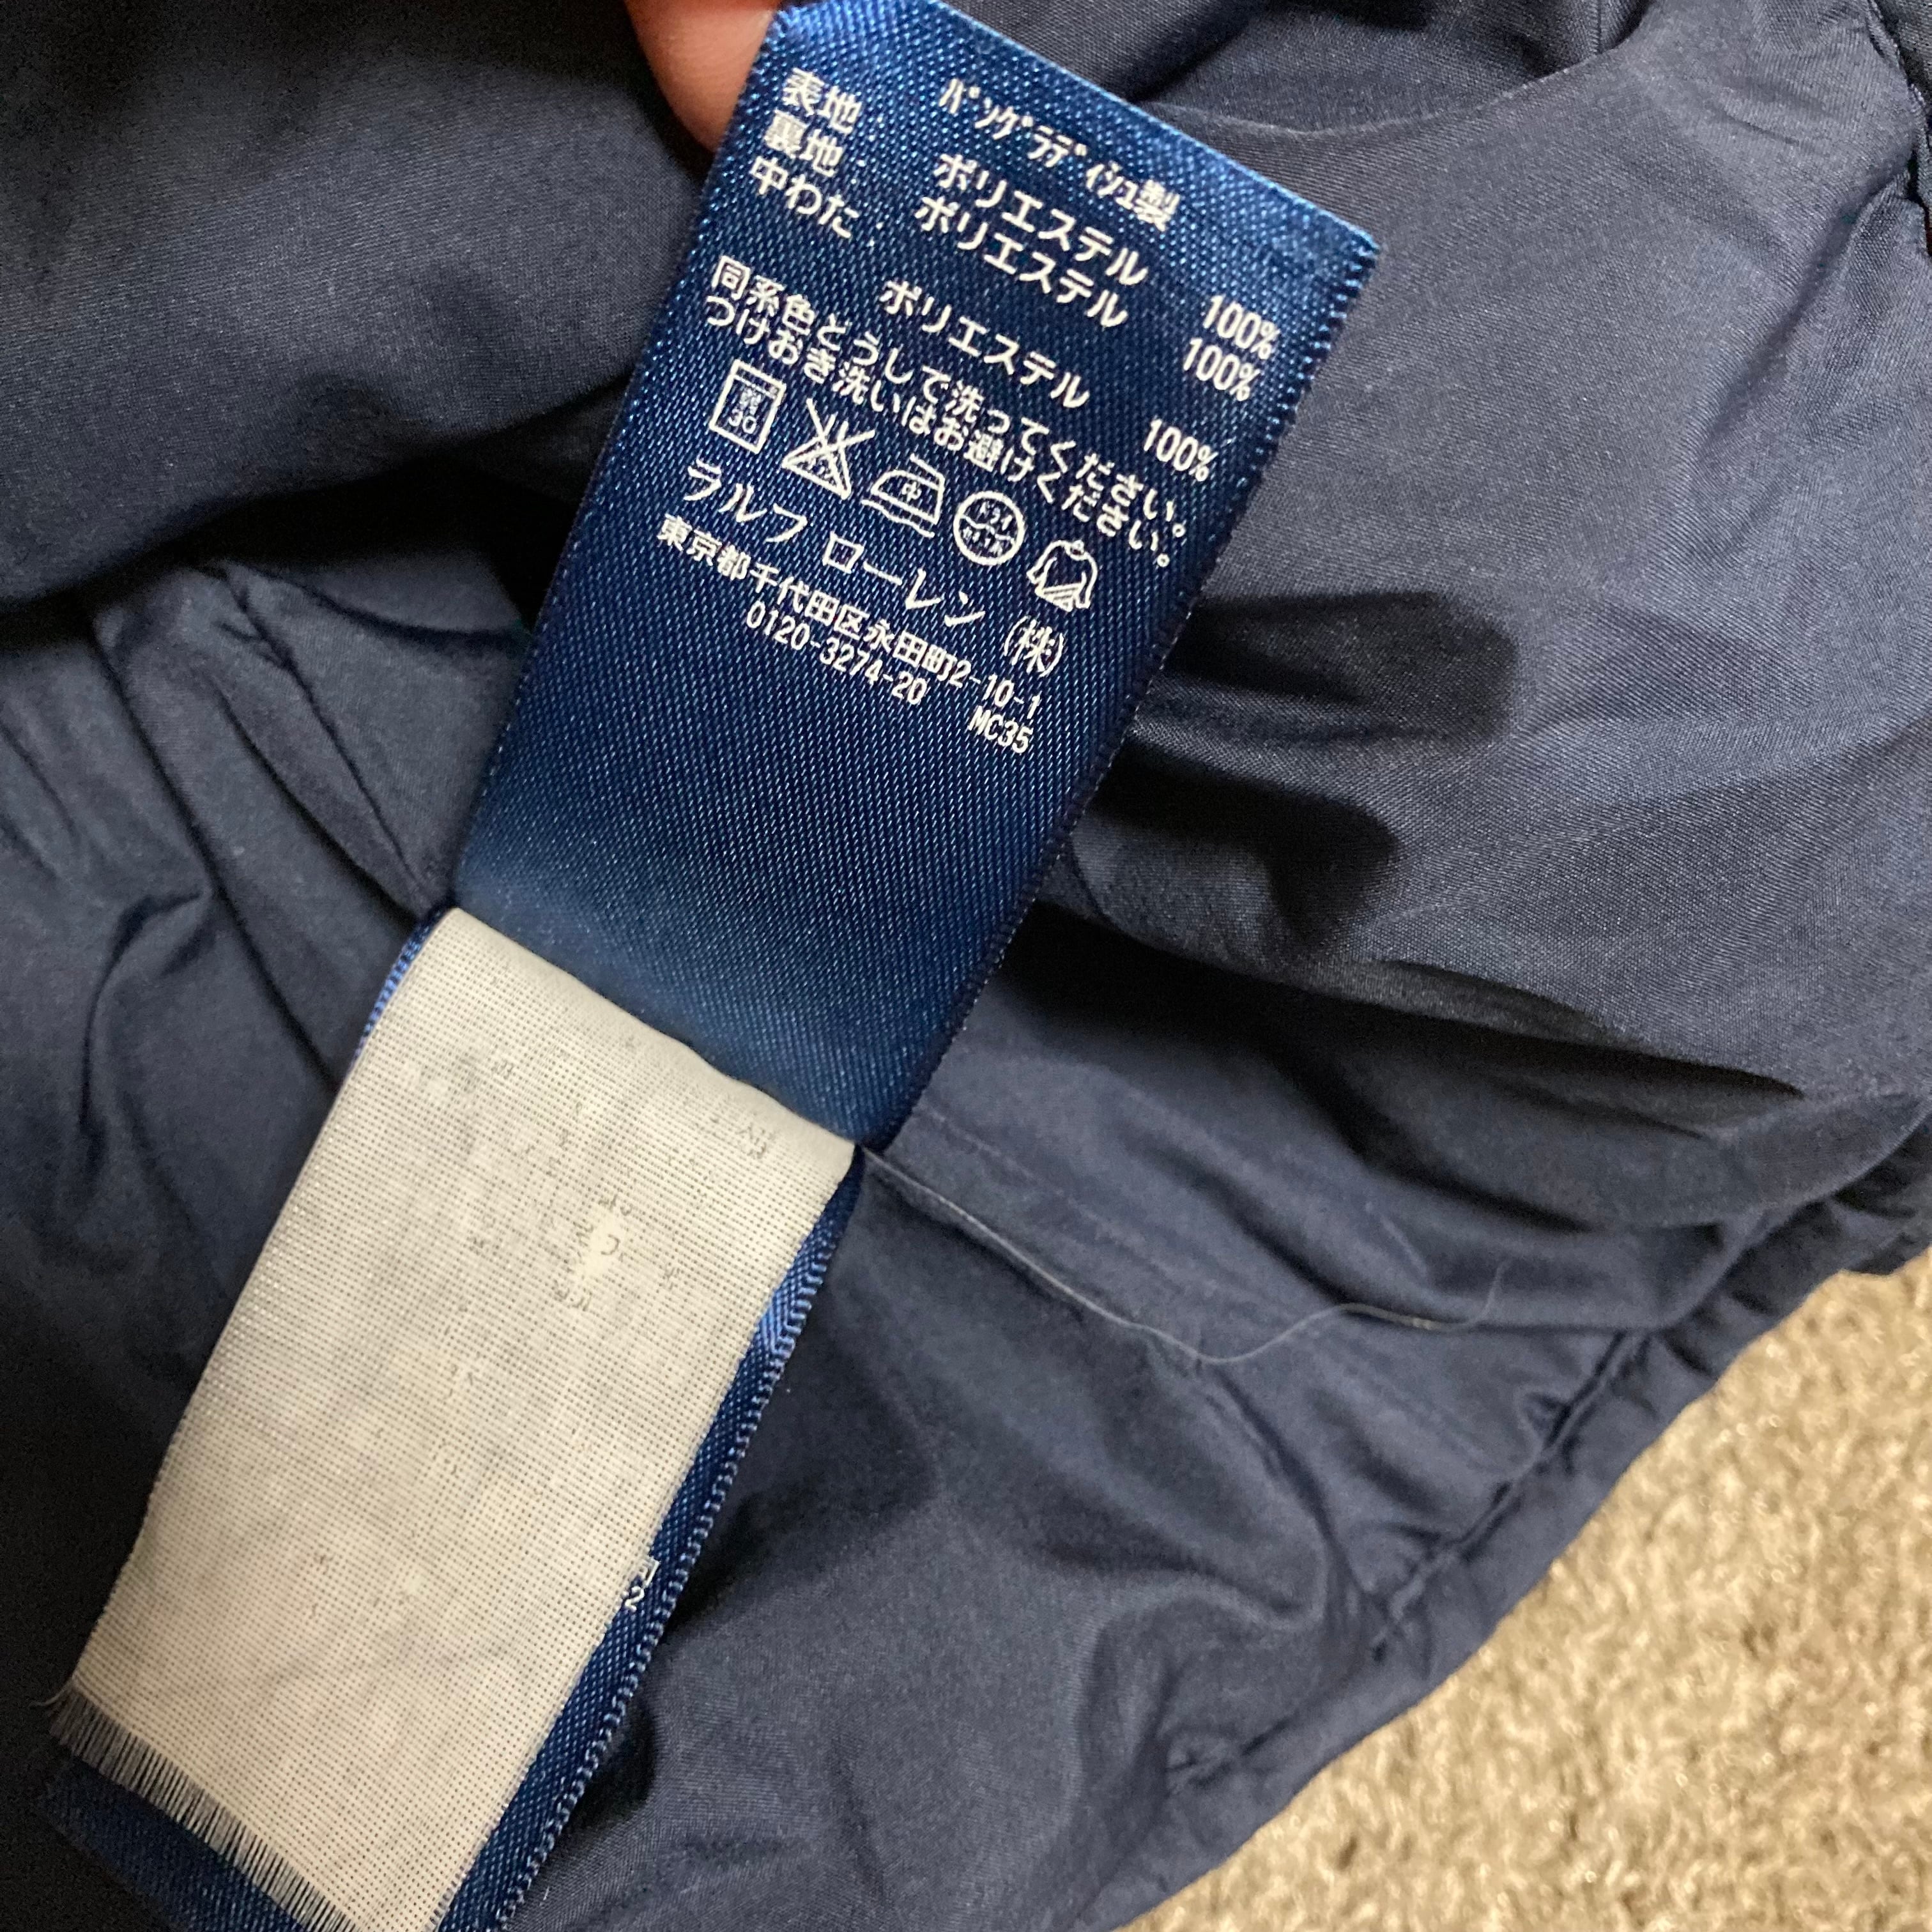 ﾊﾞﾝｸﾞﾗﾃﾞｨｼｭ製
表地: ポリエステル 100%
裏地: ポリエステル 100%
中わた
ポリエステル 100%
同系色どうしで洗ってください。
つけおき洗いはお避けください。
弱 30
中
ラルフ ローレン (株)
東京都千代田区永田町2-10-1
0120-3274-20 MC35